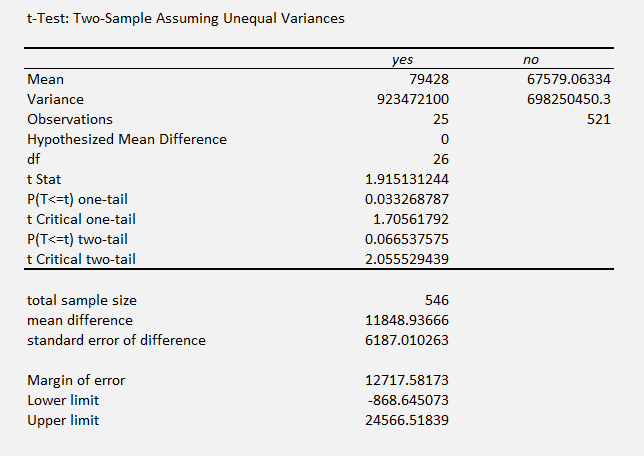 t-Test: Two-Sample Assuming Unequal Variances
yes no
Mean 79428 67579.06334
Variance 923472100 698250450.3
Observations 25 521
Hypothesized Mean Difference 0
df 26
t Stat 1.915131244
P(T<=t) one-tail 0.033268787
t Critical one-tail 1.70561792
P(T<=t) two-tail 0.066537575
t Critical two-tail 2.055529439
total sample size 546
mean difference 11848.93666
standard error of difference 6187.010263
Margin of error 12717.58173
Lower limit -868.645073
Upper limit 24566.51839